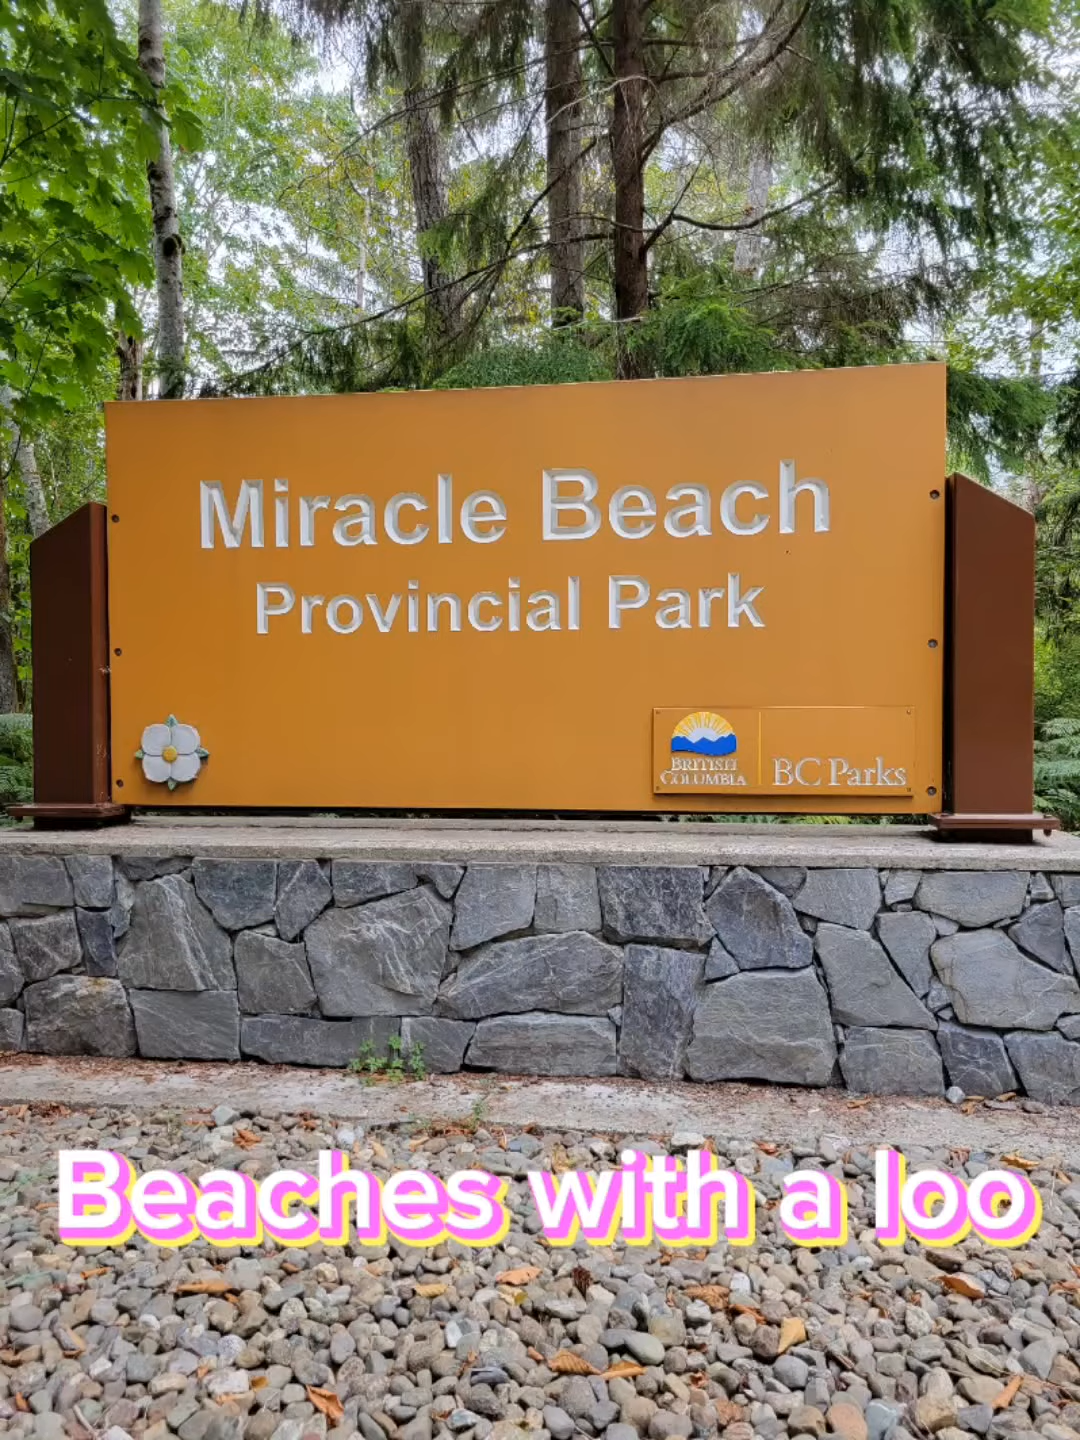 Miracle Beach
Provincial Park
BRITISH
COLUMBIA
BC Parks
Beaches with a loo